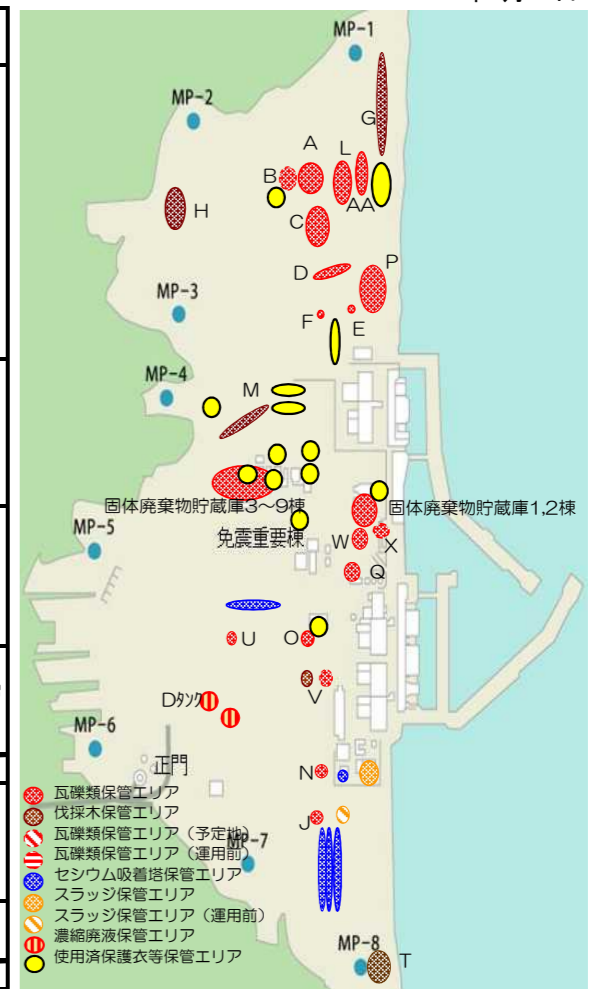 MP-1
MP-2
G
A
L
B
AA
H
C
D
P
MP-3
F
E
MP-4
M
固体廃棄物貯蔵庫3～9棟
固体廃棄物貯蔵庫1,2棟
MP-5
免震重要棟
W
X
Q
U
O
V
Dタンク
MP-6
正門
N
J
瓦礫類保管エリア
伐採木保管エリア
瓦礫類保管エリア（予定地）
瓦礫類保管エリア（運用前）
MP-7
セシウム吸着塔保管エリア
スラッジ保管エリア
スラッジ保管エリア（運用前）
濃縮廃液保管エリア
使用済保護衣等保管エリア
MP-8
T